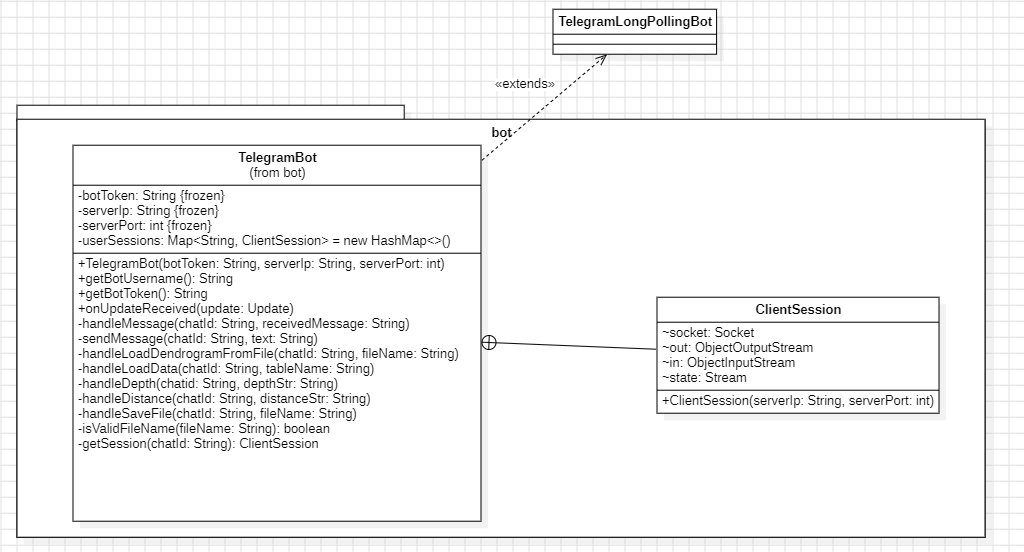 TelegramLongPollingBot
«extends»
bot
TelegramBot
(from bot)
-botToken: String {frozen}
-serverIp: String {frozen}
-serverPort: int {frozen}
-userSessions: Map<String, ClientSession> = new HashMap<>()
+TelegramBot(botToken: String, serverIp: String, serverPort: int)
+getBotUsername(): String
+getBotToken(): String
+onUpdateReceived(update: Update)
-handleMessage(chatId: String, receivedMessage: String)
-sendMessage(chatId: String, text: String)
-handleLoadDendrogramFromFile(chatId: String, fileName: String)
-handleLoadData(chatId: String, tableName: String)
-handleDepth(chatid: String, depthStr: String)
-handleDistance(chatId: String, distanceStr: String)
-handleSaveFile(chatId: String, fileName: String)
-isValidFileName(fileName: String): boolean
-getSession(chatId: String): ClientSession
ClientSession
~socket: Socket
~out: ObjectOutputStream
~in: ObjectInputStream
~state: Stream
+ClientSession(serverIp: String, serverPort: int)